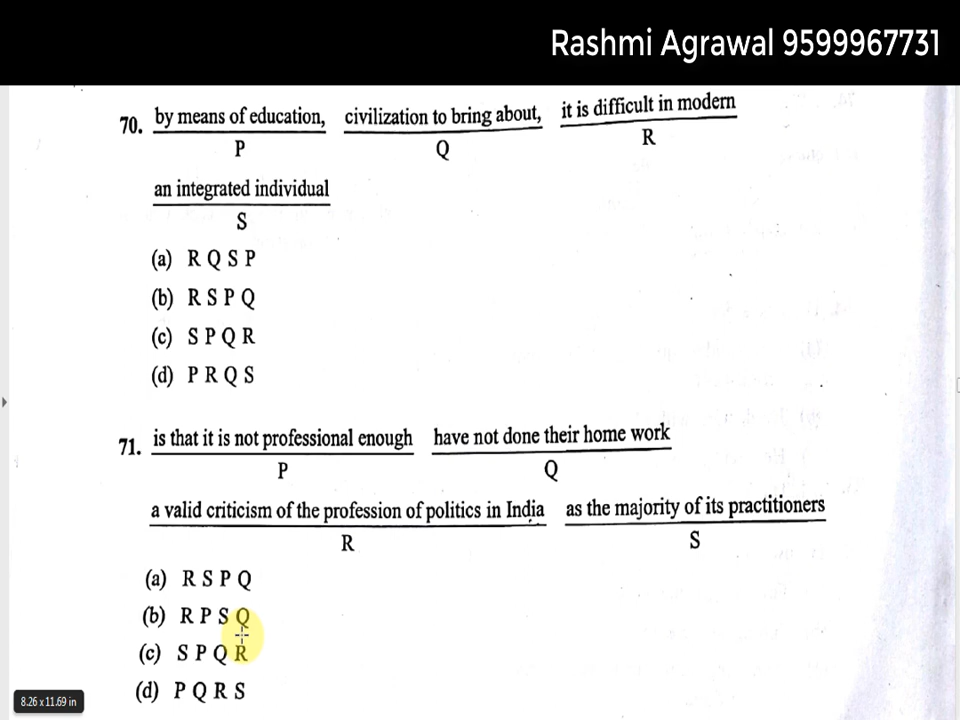 Rashmi Agrawal 9599967731
70. by means of education, civilization to bring about, it is difficult in modern
P Q R
an integrated individual
S
(a) R Q S P
(b) R S P Q
(c) S P Q R
(d) P R Q S
71. is that it is not professional enough have not done their home work
P Q
a valid criticism of the profession of politics in India as the majority of its practitioners
R S
(a) R S P Q
(b) R P S Q
(c) S P Q R
(d) P Q R S
8.26 x 11.69 in